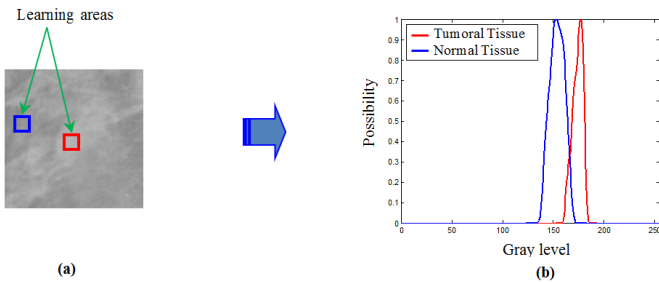 Learning areas
(a)
Tumoral Tissue
Normal Tissue
Possibility
1
0.9
0.8
0.7
0.6
0.5
0.4
0.3
0.2
0.1
0
0 50 100 150 200 250
Gray level
(b)